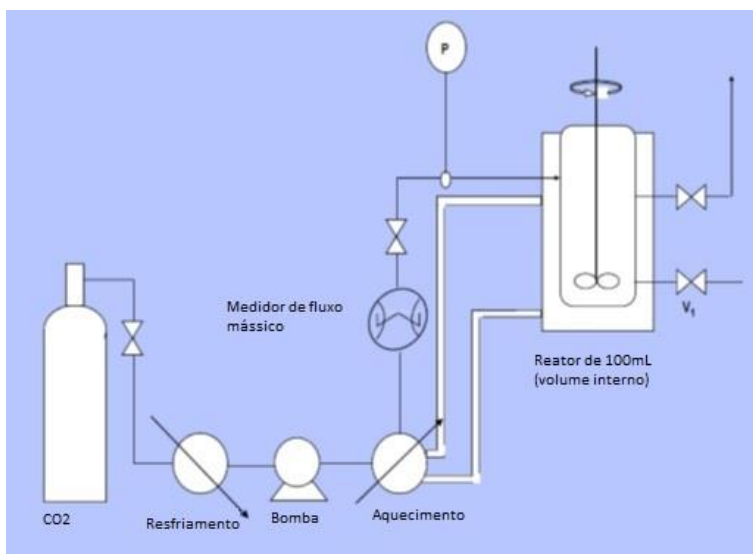 P
Medidor de fluxo
mássico
V1
Reator de 100mL
(volume interno)
CO2
Resfriamento
Bomba
Aquecimento